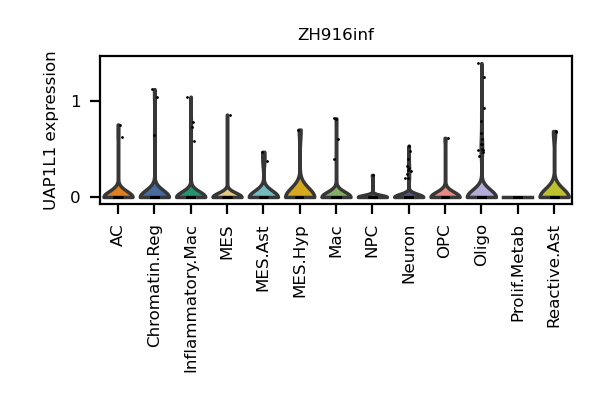 ZH916inf
UAP1L1 expression
1
0
AC
Chromatin.Reg
Inflammatory.Mac
MES
MES.Ast
MES.Hyp
Mac
NPC
Neuron
OPC
Oligo
Prolif.Metab
Reactive.Ast